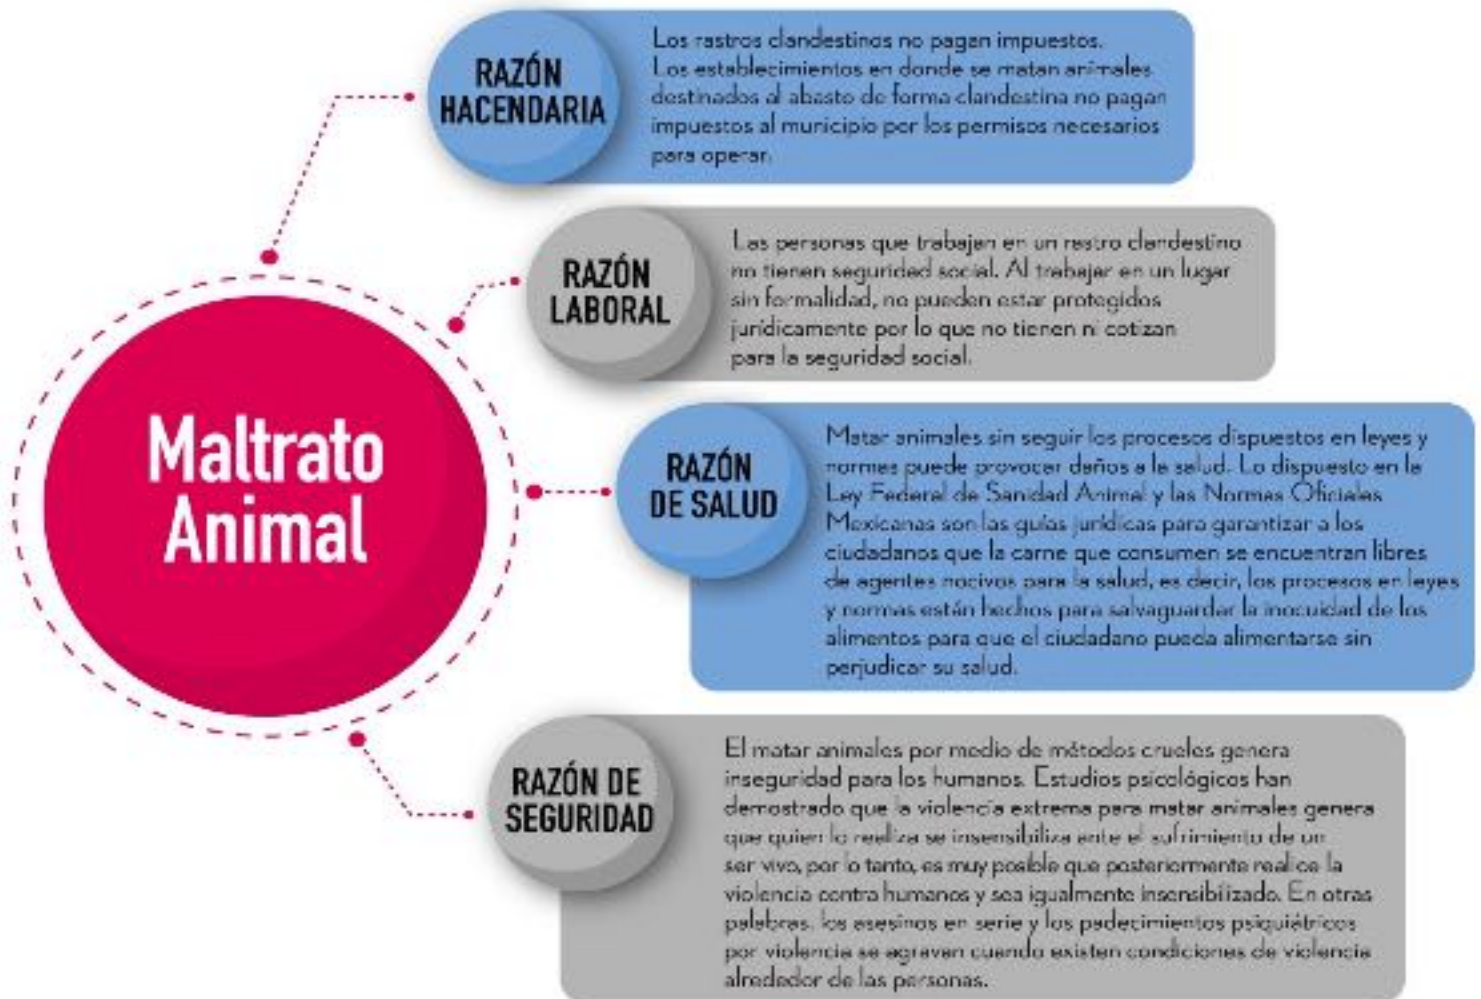 Maltrato
Animal
RAZÓN
HACENDARIA
Los rastros clandestinos no pagan impuestos.
Los establecimientos en donde se matan animales
destinados al abasto de forma clandestina no pagan
impuestos al municipio por los permisos necesarios
para operar.
RAZÓN
LABORAL
Las personas que trabajan en un rastro clandestino
no tienen seguridad social. Al trabajar en un lugar
sin formalidad, no pueden estar protegidos
jurídicamente por lo que no tienen ni cotizan
para la seguridad social.
RAZÓN
DE SALUD
Matar animales sin seguir los procesos dispuestos en leyes y
normas puede provocar daños a la salud. Lo dispuesto en la
Ley Federal de Sanidad Animal y las Normas Oficiales
Mexicanas son las guías jurídicas para garantizar a los
ciudadanos que la carne que consumen se encuentran libres
de agentes nocivos para la salud, es decir, los procesos en leyes
y normas están hechos para salvaguardar la inocuidad de los
alimentos para que el ciudadano pueda alimentarse sin
perjudicar su salud.
RAZÓN DE
SEGURIDAD
El matar animales por medio de métodos crueles genera
inseguridad para los humanos. Estudios psicológicos han
demostrado que la violencia extrema para matar animales genera
que quien lo realiza se insensibiliza ante el sufrimiento de un
ser vivo, por lo tanto, es muy posible que posteriormente realice la
violencia contra humanos y sea igualmente insensibilizado. En otras
palabras, los asesinos en serie y los padecimientos psiquiátricos
por violencia se agravan cuando existen condiciones de violencia
alrededor de las personas.